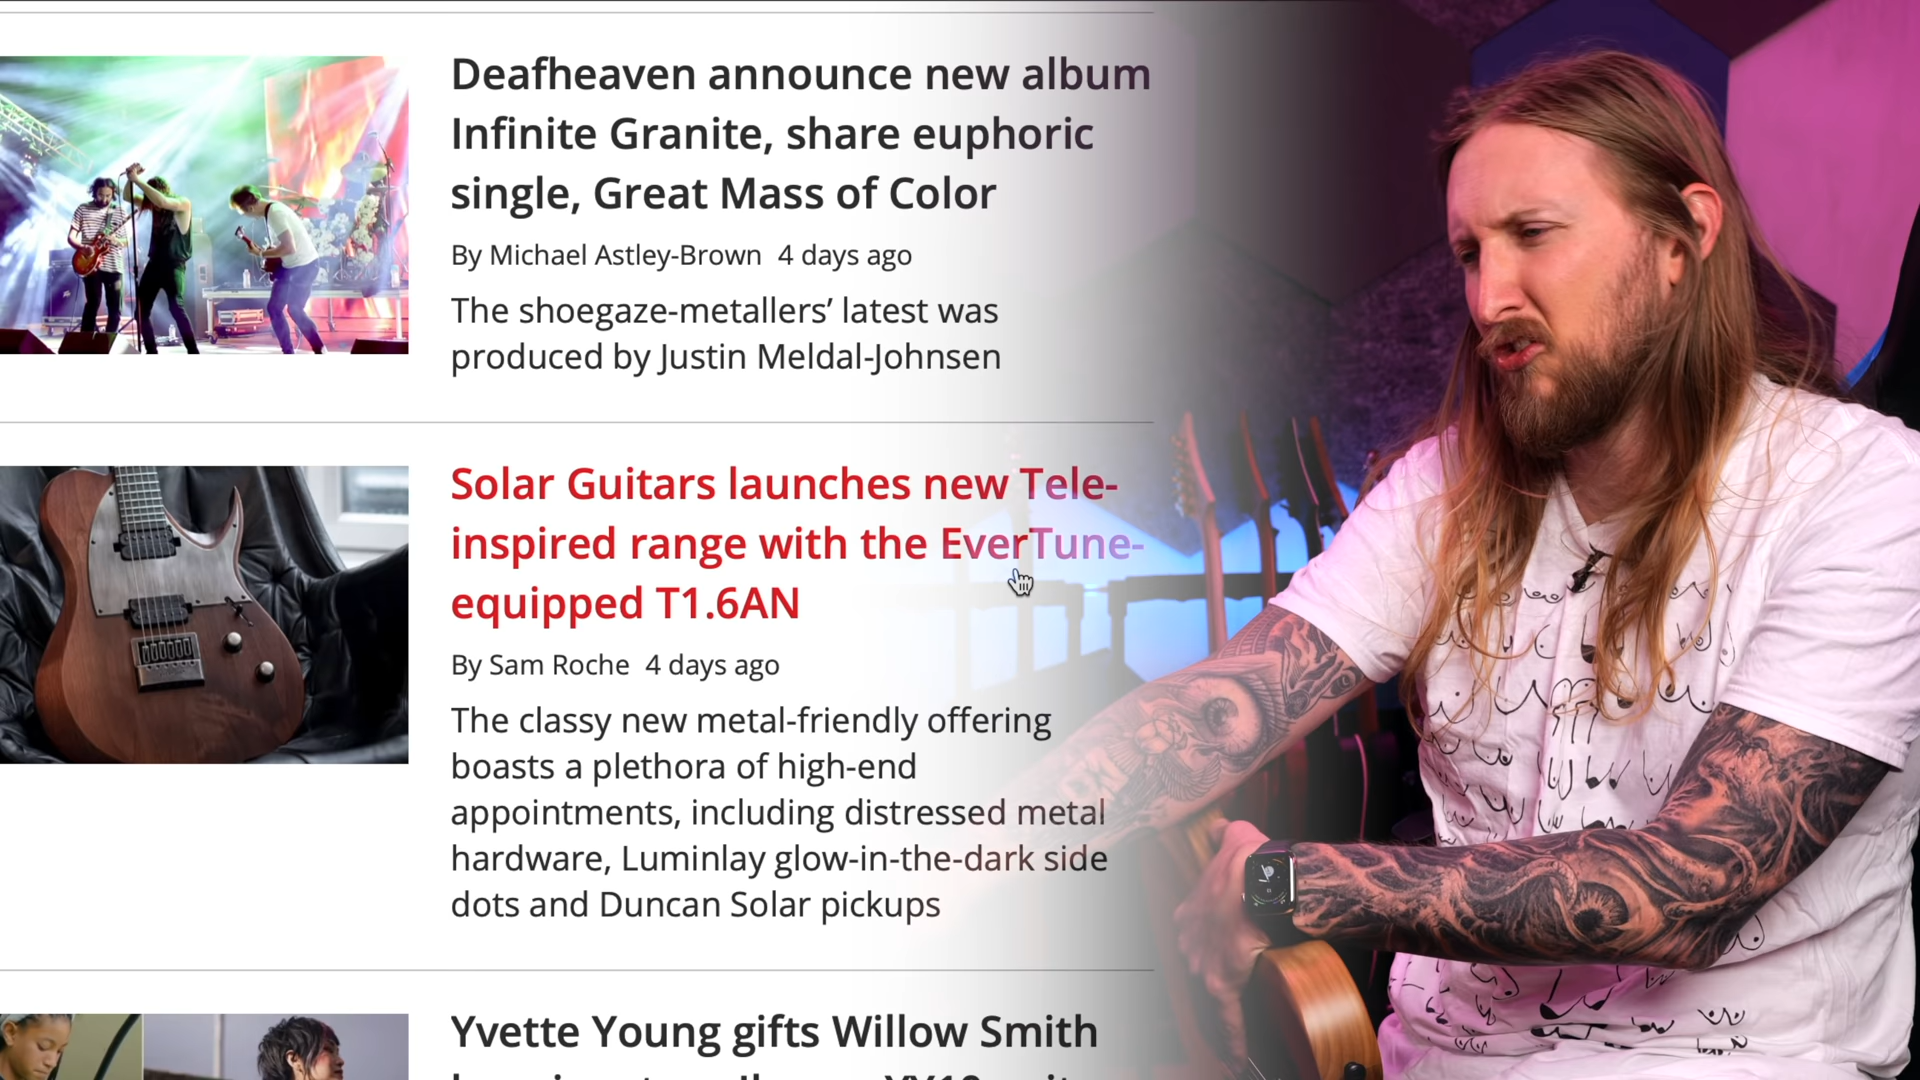 Deafheaven announce new album
Infinite Granite, share euphoric
single, Great Mass of Color
By Michael Astley-Brown 4 days ago
The shoegaze-metallers’ latest was
produced by Justin Meldal-Johnsen
Solar Guitars launches new Tele-
inspired range with the EverTune-
equipped T1.6AN
By Sam Roche 4 days ago
The classy new metal-friendly offering
boasts a plethora of high-end
appointments, including distressed metal
hardware, Luminlay glow-in-the-dark side
dots and Duncan Solar pickups
Yvette Young gifts Willow Smith